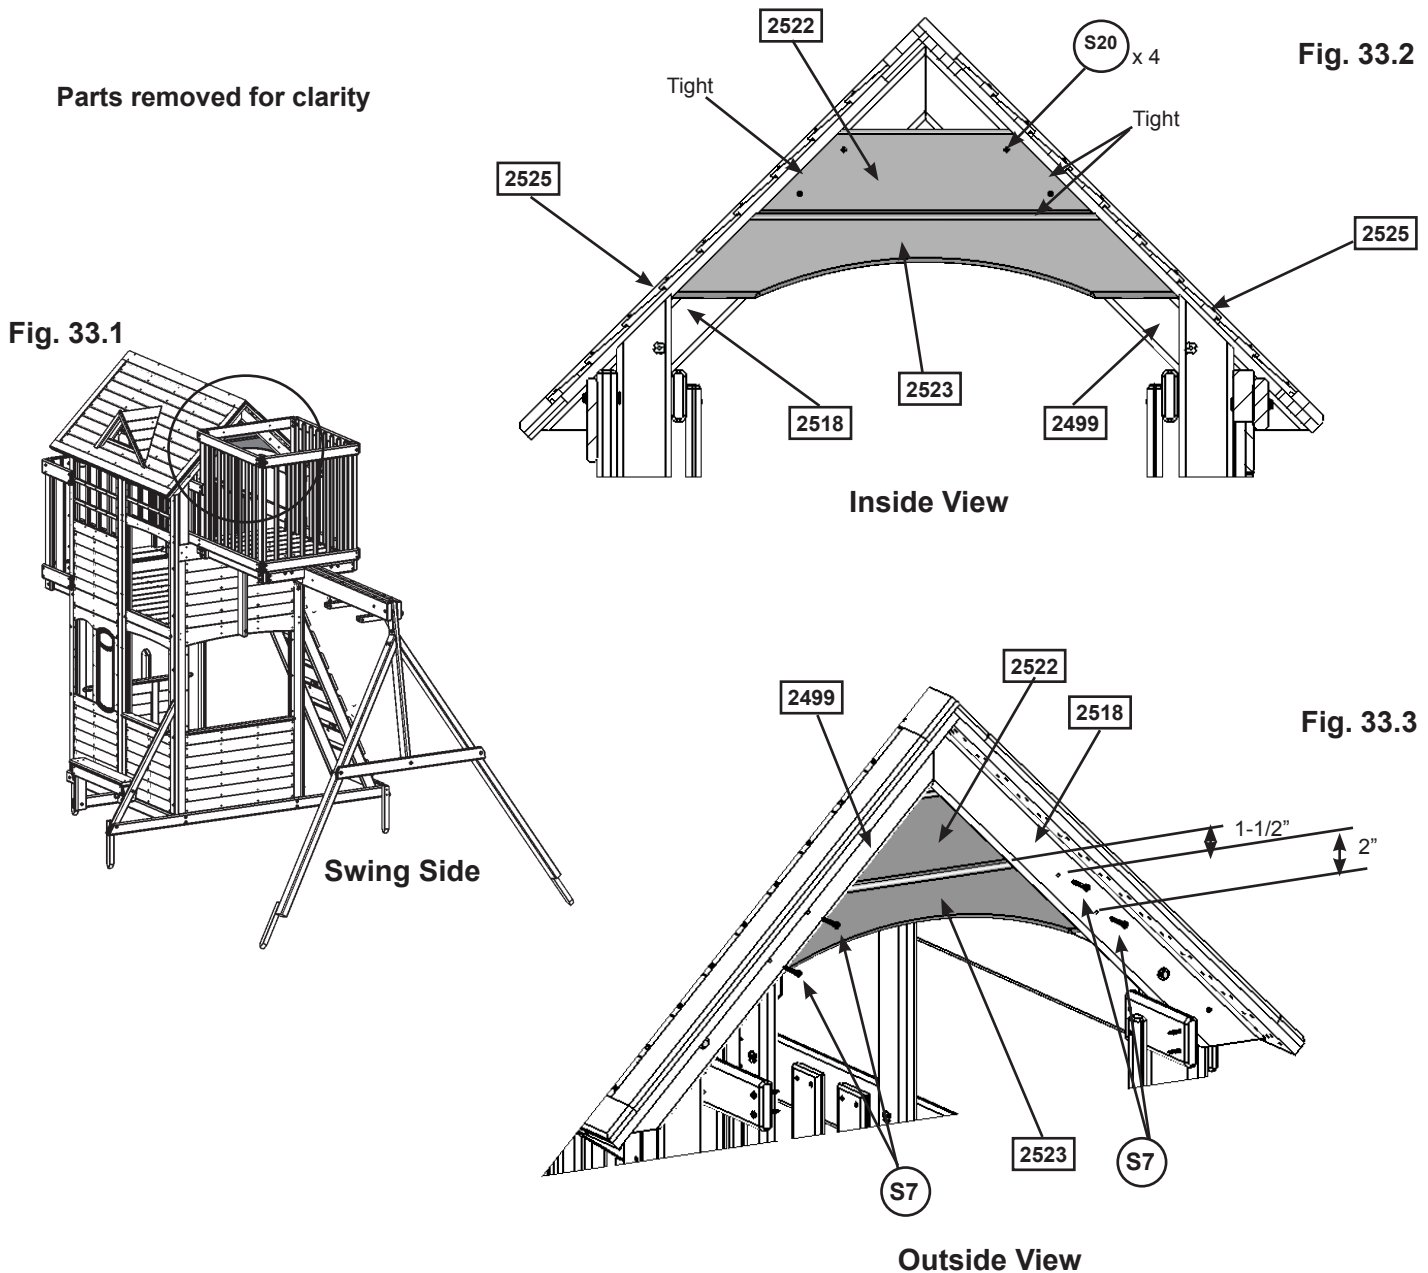 Parts removed for clarity
Fig. 33.2
2522
S20
x 4
Tight
Tight
2525
2525
2523
2518
2499
Inside View
Fig. 33.1
Swing Side
Fig. 33.3
2522
2499
2518
1-1/2”
2”
2523
S7
S7
Outside View